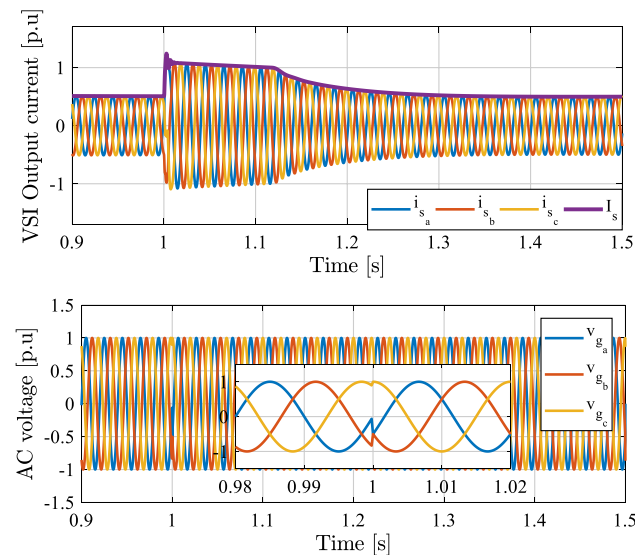 VSI Output current [p.u]
1
0
-1
0.9
1
1.1
1.2
1.3
1.4
1.5
i_s_a i_s_b i_s_c I_s
Time [s]
AC voltage [p.u]
1.5
1
0.5
0
-0.5
-1
-1.5
v_g_a
v_g_b
v_g_c
1
0
-1
0.98 0.99 1 1.01 1.02
0.9 1 1.1 1.2 1.3 1.4 1.5
Time [s]